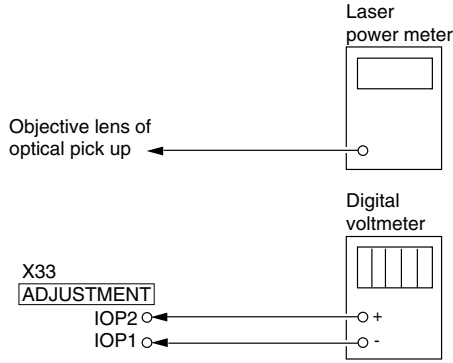 Laser
power meter
Objective lens of
optical pick up
Digital
voltmeter
X33
ADJUSTMENT
IOP2
+
IOP1
-